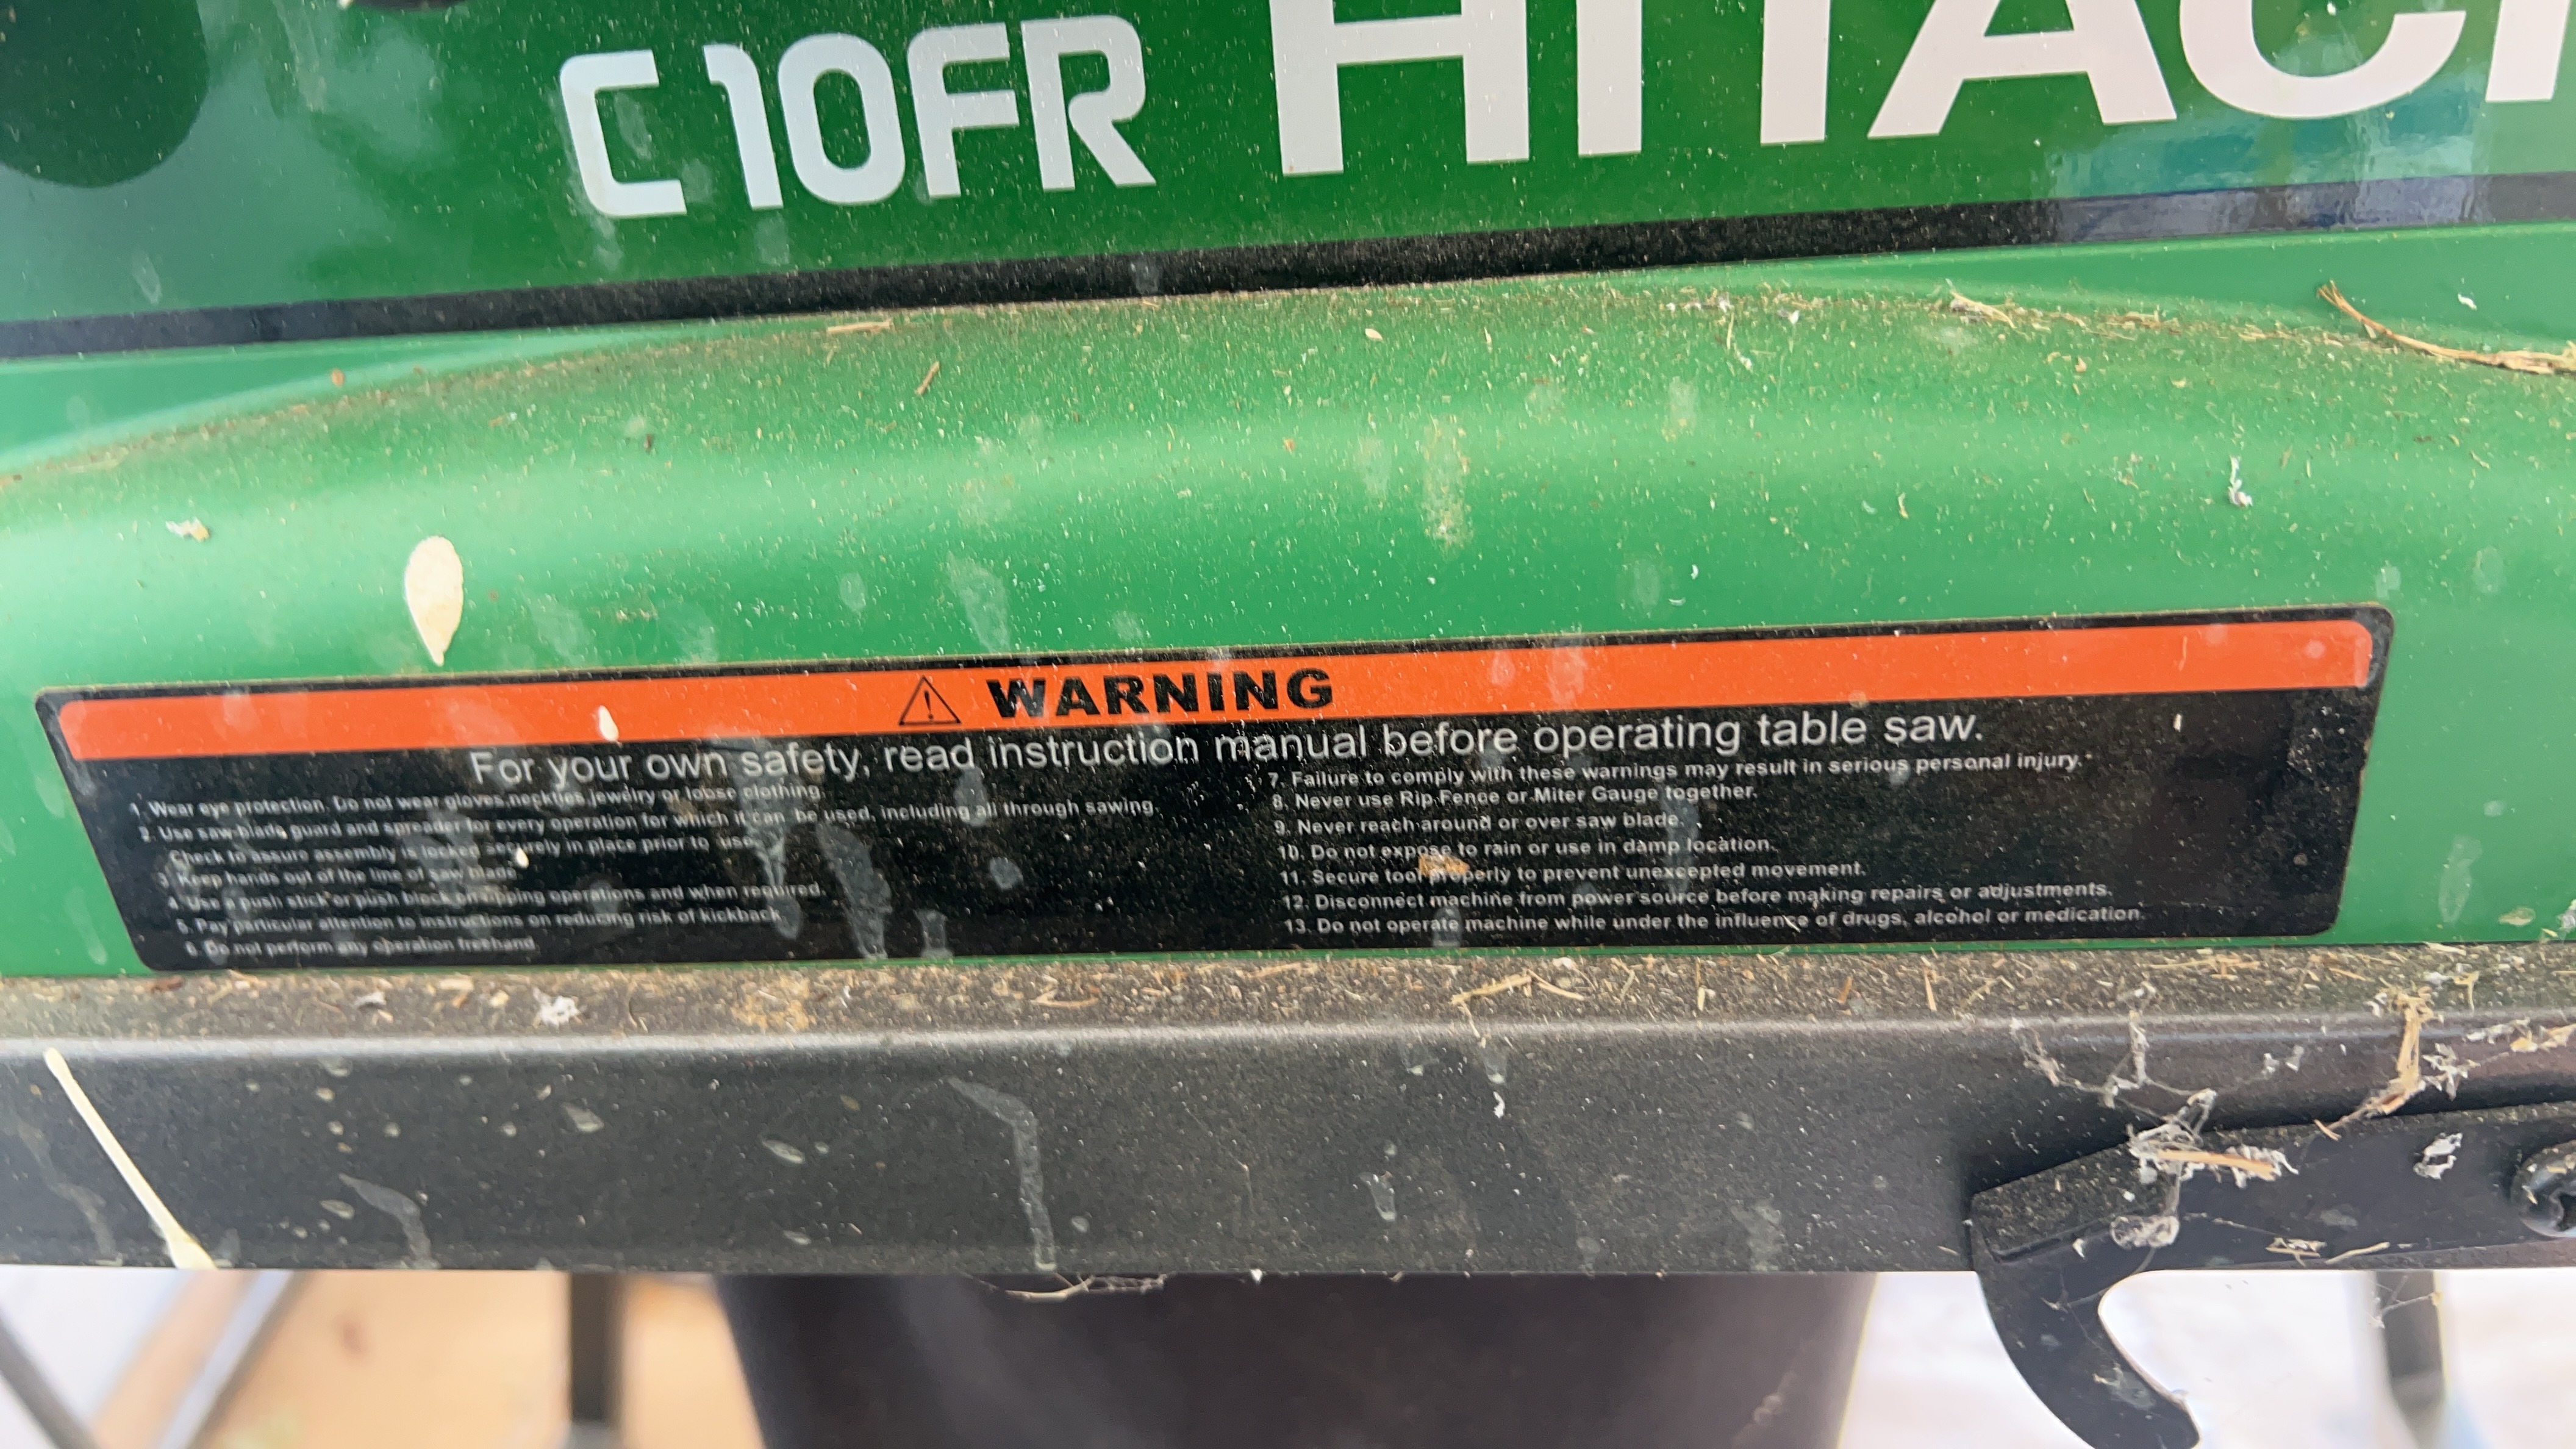 C10FR HITACH
WARNING
For your own safety, read instruction manual before operating table saw.
1. Wear eye protection. Do not wear gloves,neckties,jewelry or loose clothing.
2. Use saw-blade guard and spreader for every operation for which it can be used, including all through sawing.
Check to assure assembly is locked securely in place prior to use.
3. Keep hands out of the line of saw blade
4. Use a push stick or push block on ripping operations and when required.
5. Pay particular attention to instructions on reducing risk of kickback.
6. Do not perform any operation freehand.
7. Failure to comply with these warnings may result in serious personal injury."
8. Never use Rip Fence or Miter Gauge together.
9. Never reach around or over saw blade.
10. Do not expose to rain or use in damp location.
11. Secure tool properly to prevent unexcepted movement.
12. Disconnect machine from power source before making repairs or adjustments.
13. Do not operate machine while under the influence of drugs, alcohol or medication.